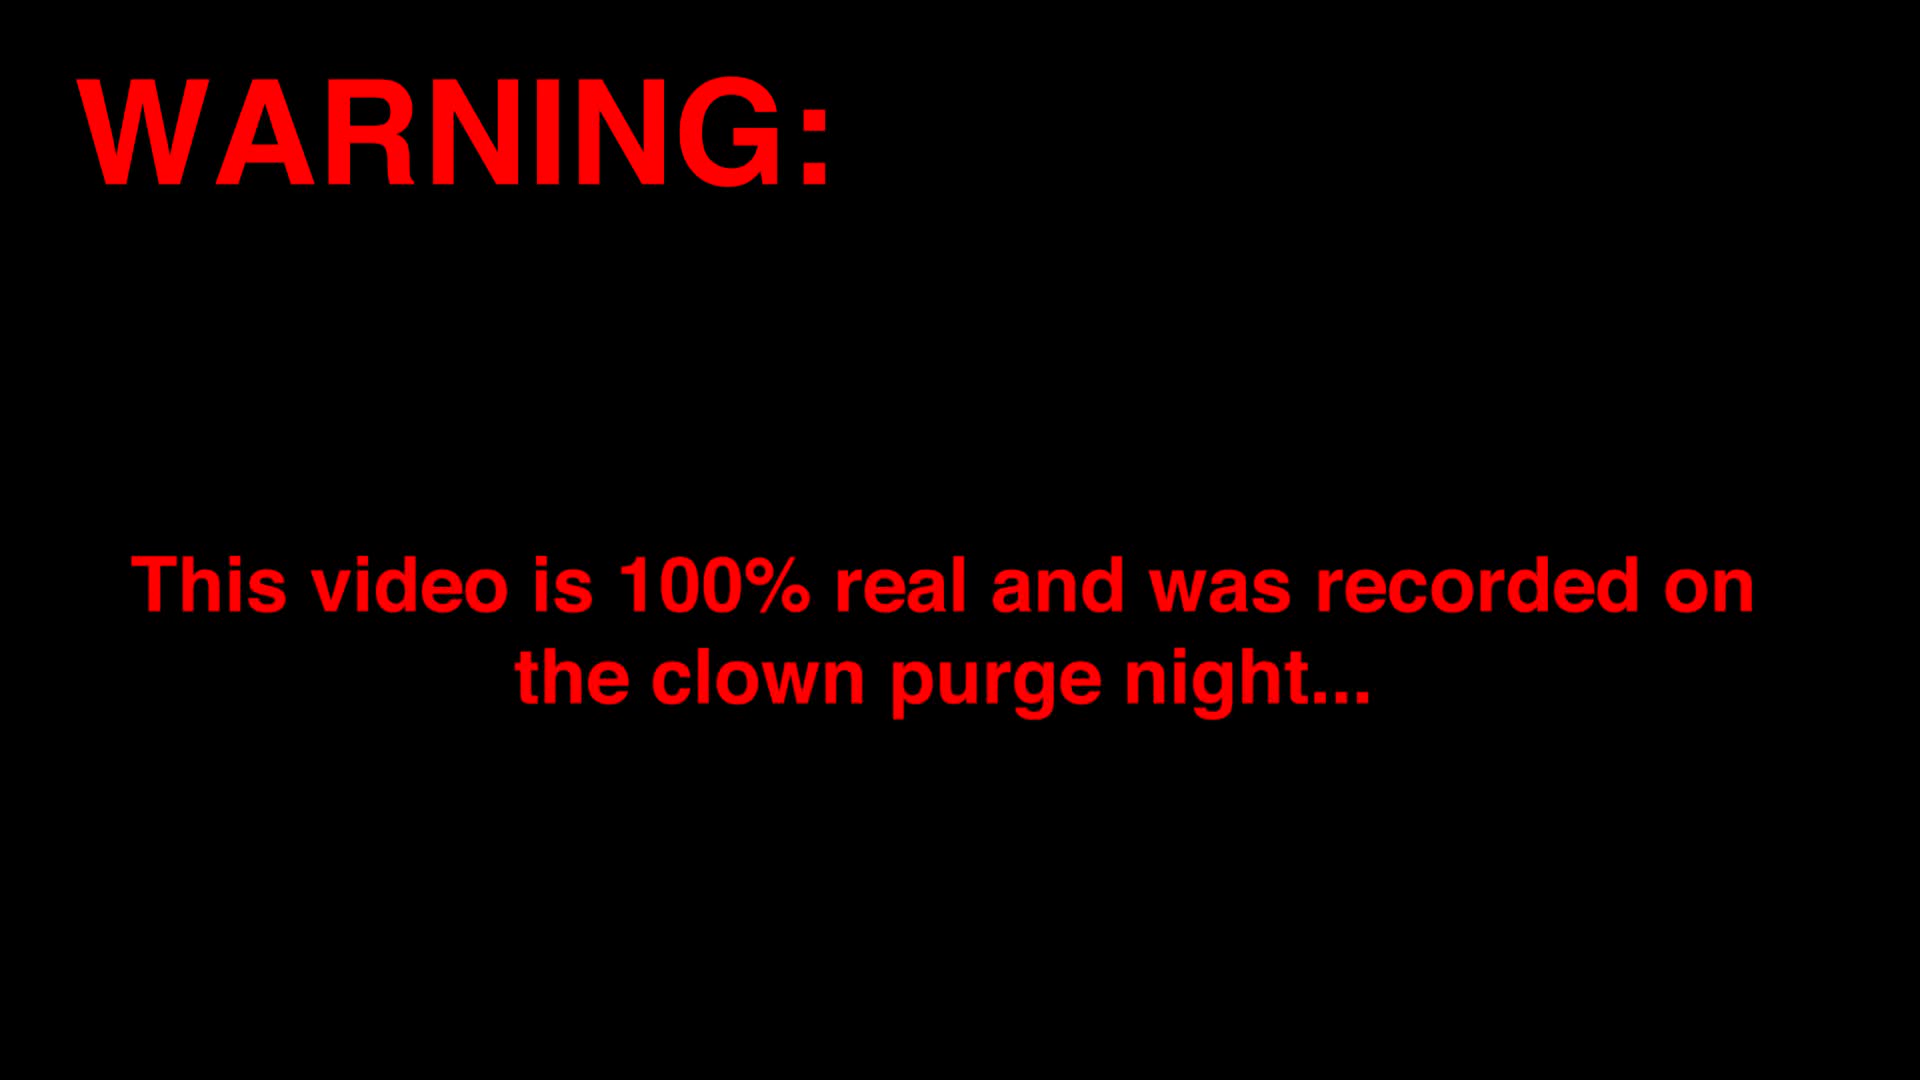 WARNING:
This video is 100% real and was recorded on
the clown purge night...